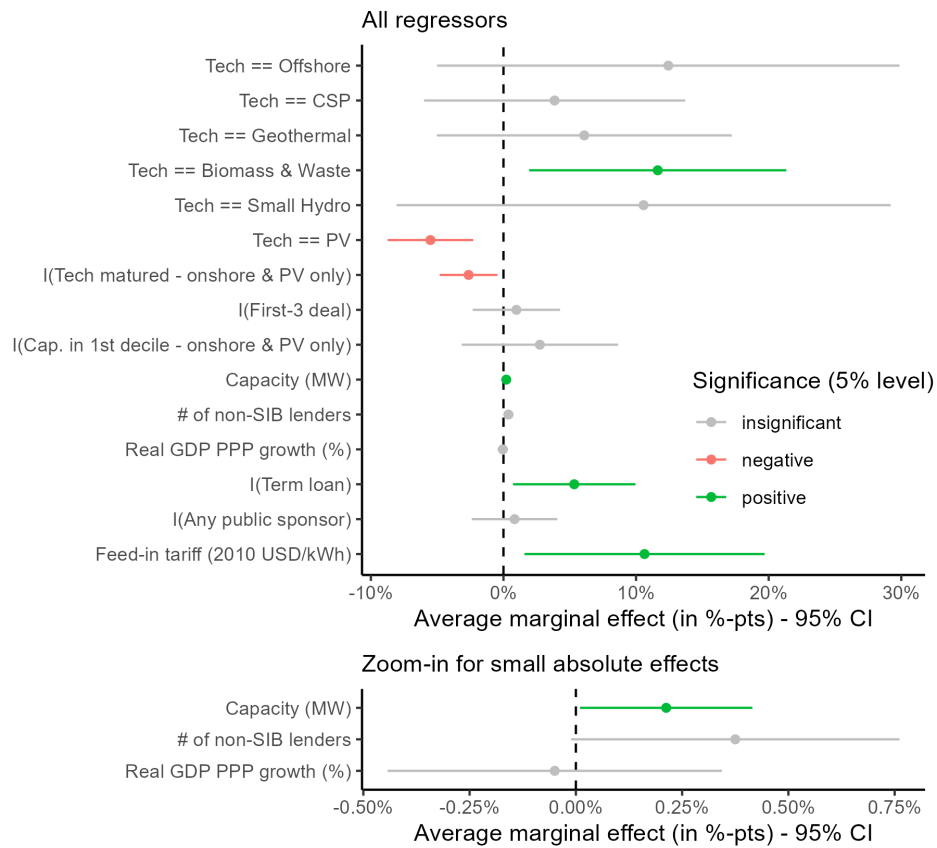 All regressors
Tech == Offshore
Tech == CSP
Tech == Geothermal
Tech == Biomass & Waste
Tech == Small Hydro
Tech == PV
I(Tech matured - onshore & PV only)
I(First-3 deal)
I(Cap. in 1st decile - onshore & PV only)
Capacity (MW)
# of non-SIB lenders
Real GDP PPP growth (%)
I(Term loan)
I(Any public sponsor)
Feed-in tariff (2010 USD/kWh)
Significance (5% level)
insignificant
negative
positive
-10% 0% 10% 20% 30%
Average marginal effect (in %-pts) - 95% CI
Zoom-in for small absolute effects
Capacity (MW)
# of non-SIB lenders
Real GDP PPP growth (%)
-0.50% -0.25% 0.00% 0.25% 0.50% 0.75%
Average marginal effect (in %-pts) - 95% CI